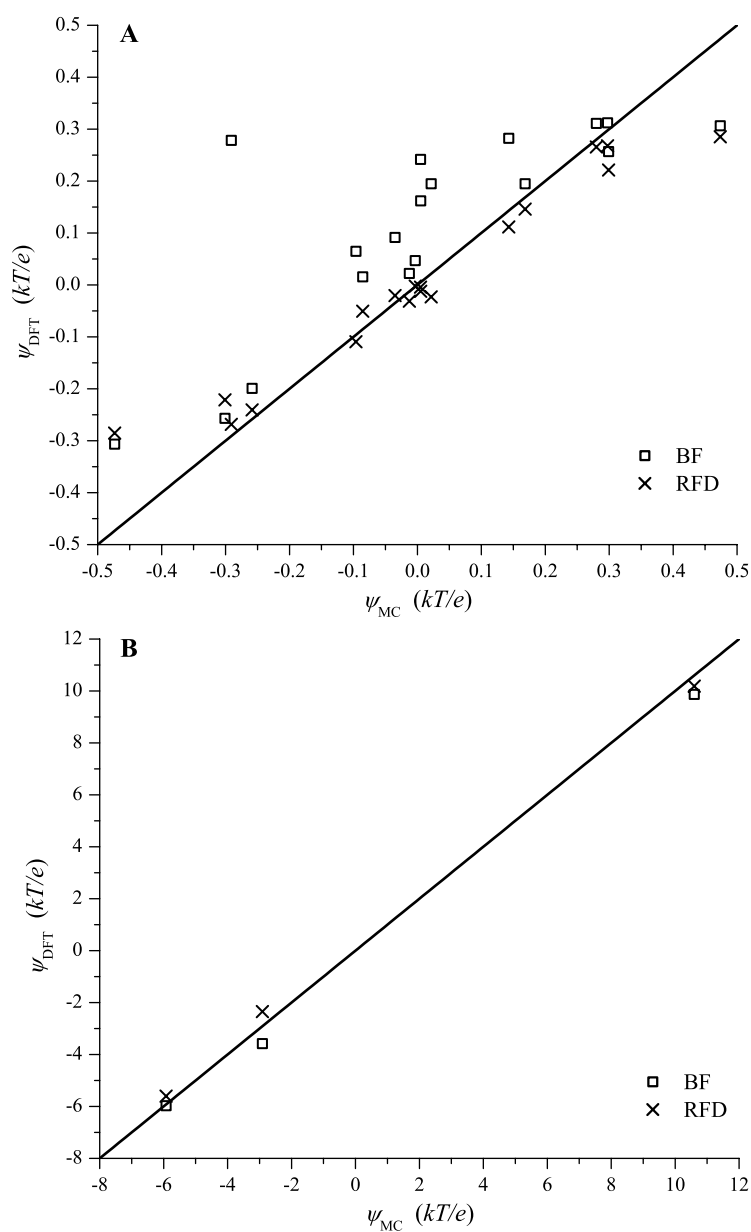 A
0.5
0.4
0.3
0.2
0.1
0.0
-0.1
-0.2
-0.3
-0.4
-0.5
ψDFT (kT/e)
BF
RFD
-0.5 -0.4 -0.3 -0.2 -0.1 0.0 0.1 0.2 0.3 0.4 0.5
ψMC (kT/e)
B
12
10
8
6
4
2
0
-2
-4
-6
-8
ψDFT (kT/e)
BF
RFD
-8 -6 -4 -2 0 2 4 6 8 10 12
ψMC (kT/e)